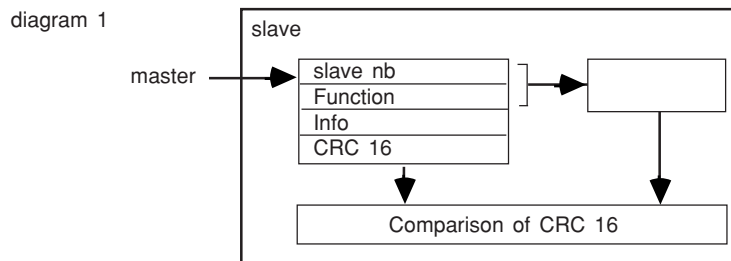 diagram 1
slave
master
slave nb
Function
Info
CRC 16
Comparison of CRC 16